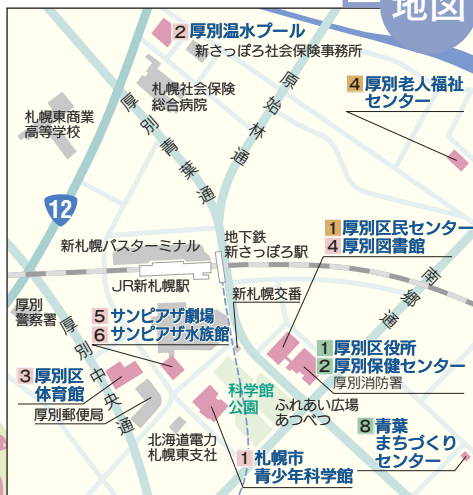 地図
2 厚別温水プール
新さっぽろ社会保険事務所
札幌社会保険
総合病院
原始林通
4 厚別老人福祉
センター
札幌東商業
高等学校
厚別青葉通
12
1 厚別区民センター
4 厚別図書館
新札幌バスターミナル
地下鉄
新さっぽろ駅
JR新札幌駅
新札幌交番
南郷通
厚別
警察署
5 サンピアザ劇場
6 サンピアザ水族館
厚別中央通
1 厚別区役所
2 厚別保健センター
厚別消防署
3 厚別区
体育館
厚別郵便局
科学館
公園
ふれあい広場
あつべつ
8 青葉
まちづくり
センター
北海道電力
札幌東支社
1 札幌市
青少年科学館